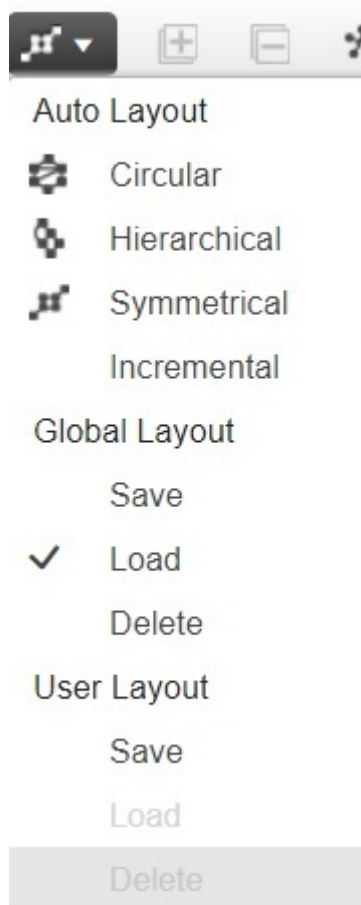 Auto Layout
Circular
Hierarchical
Symmetrical
Incremental
Global Layout
Save
Load
Delete
User Layout
Save
Load
Delete